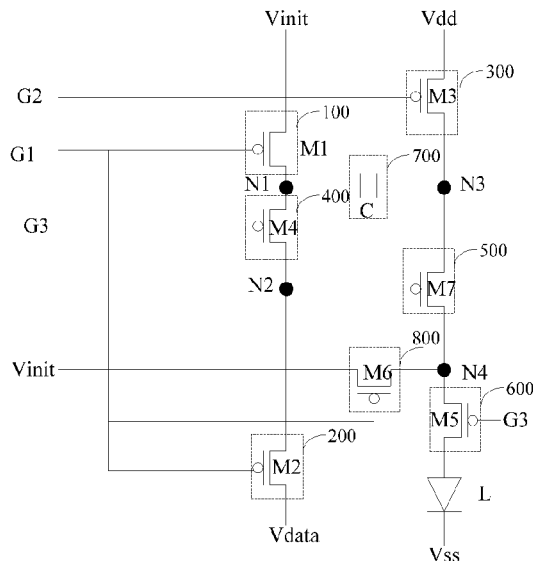 Vinit Vdd
300
G2 M3
100
G1 M1 700
N1 N3
400
C
G3 M4
500
N2 M7
800
Vinit M6 N4
600
M5 G3
200
M2
L
Vdata
Vss